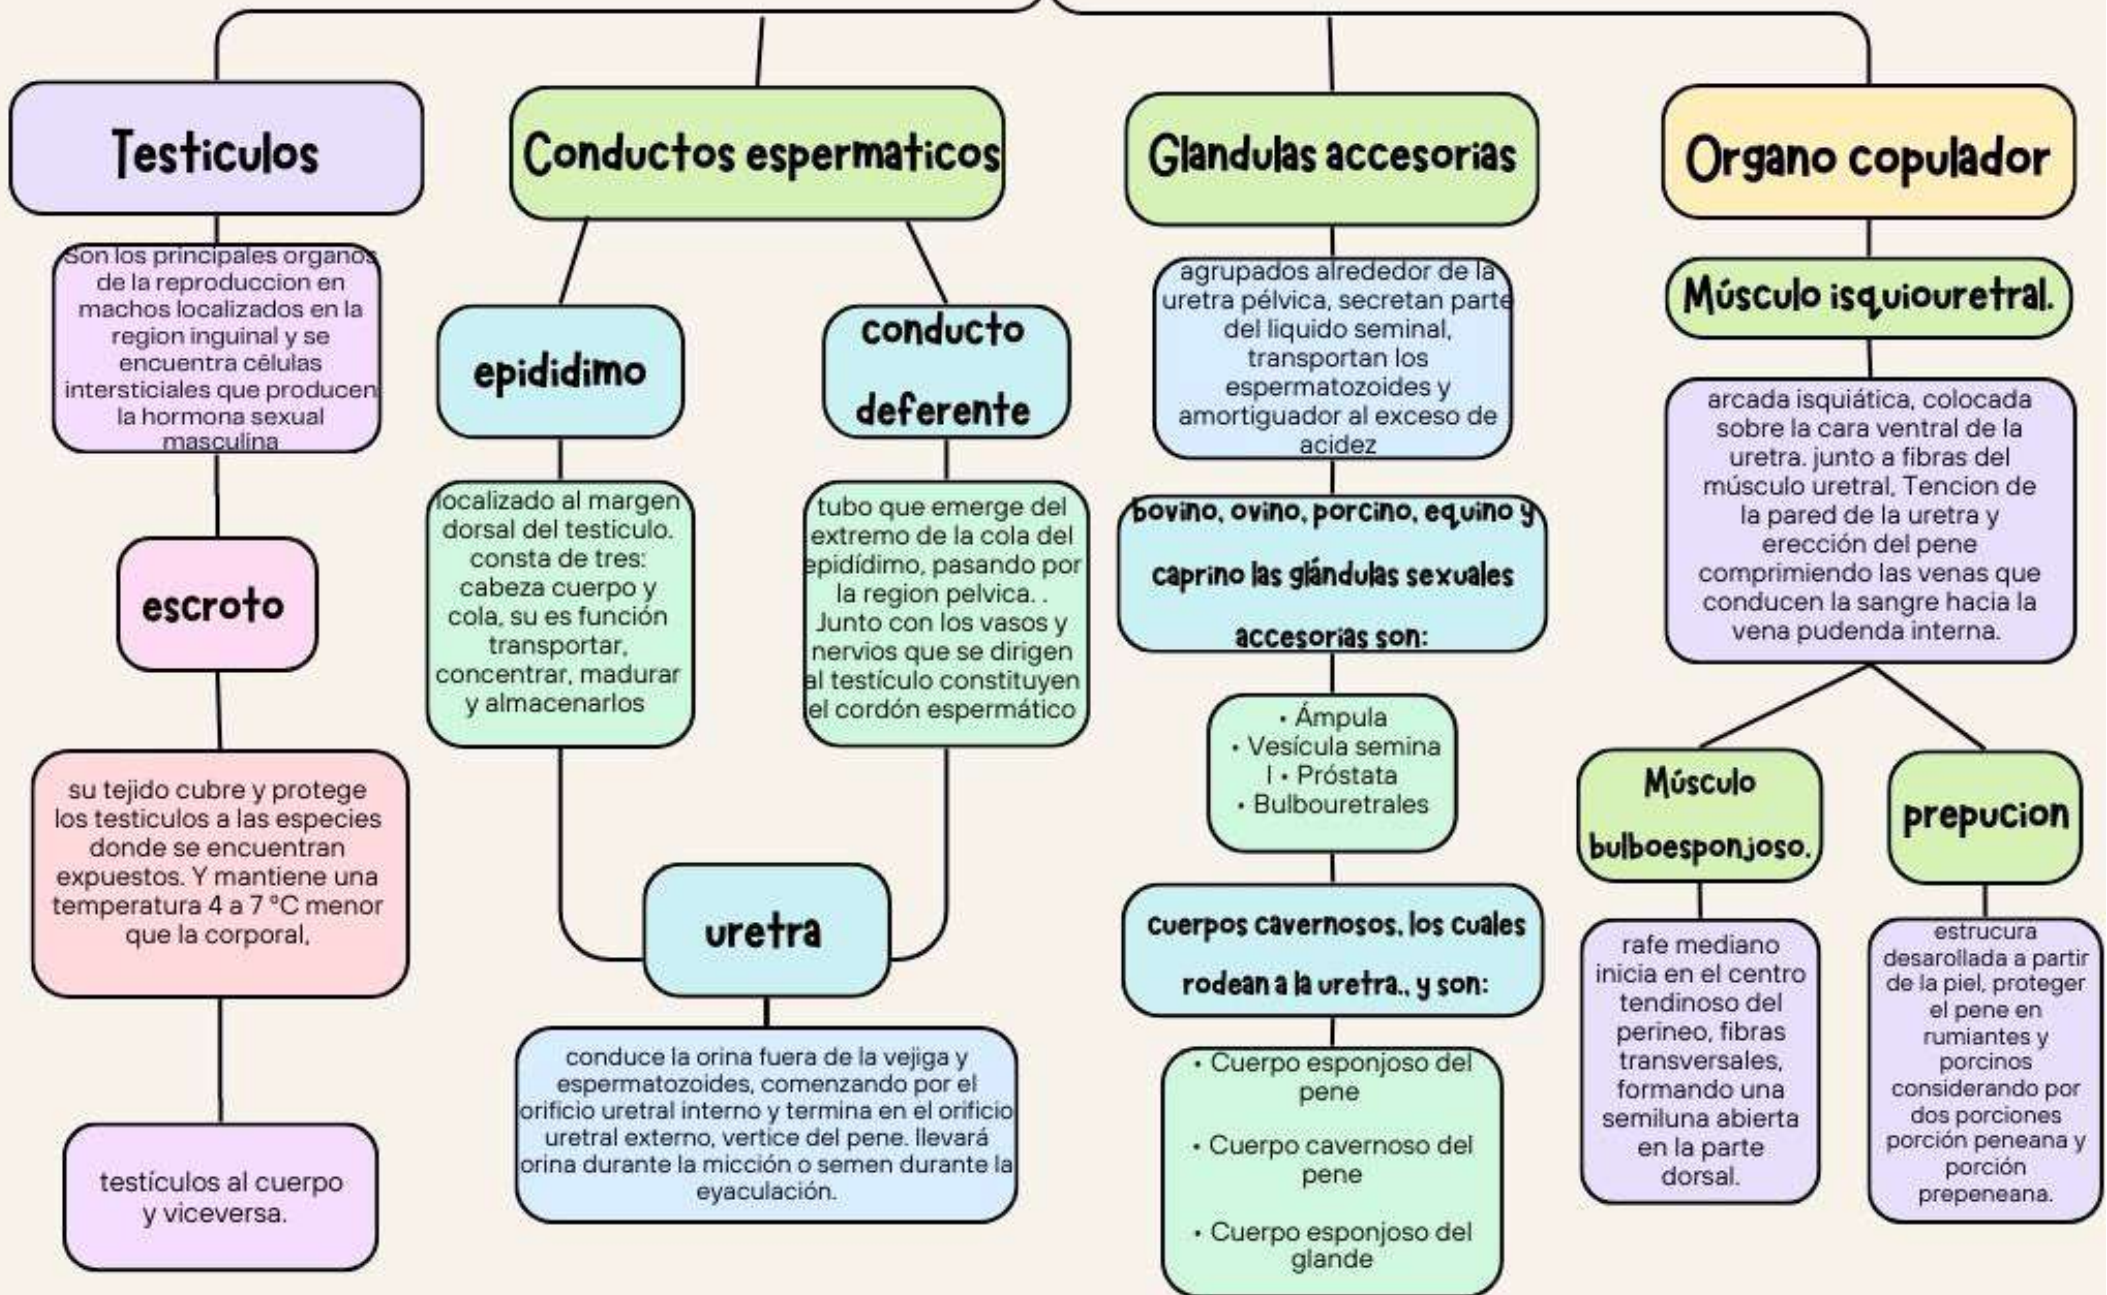 Testiculos
Son los principales organos
de la reproduccion en
machos localizados en la
region inguinal y se
encuentra células
intersticiales que producen
la hormona sexual
masculina
escroto
su tejido cubre y protege
los testiculos a las especies
donde se encuentran
expuestos. Y mantiene una
temperatura 4 a 7 °C menor
que la corporal,
testículos al cuerpo
y viceversa.
Conductos espermaticos
epididimo
localizado al margen
dorsal del testiculo.
consta de tres:
cabeza cuerpo y
cola, su es función
transportar,
concentrar, madurar
y almacenarlos
conducto
deferente
tubo que emerge del
extremo de la cola del
epidídimo, pasando por
la region pelvica. .
Junto con los vasos y
nervios que se dirigen
al testículo constituyen
el cordón espermático
uretra
conduce la orina fuera de la vejiga y
espermatozoides, comenzando por el
orificio uretral interno y termina en el orificio
uretral externo, vertice del pene. llevará
orina durante la micción o semen durante la
eyaculación.
Glandulas accesorias
agrupados alrededor de la
uretra pélvica, secretan parte
del liquido seminal,
transportan los
espermatozoides y
amortiguador al exceso de
acidez
bovino, ovino, porcino, equino y
caprino las glándulas sexuales
accesorias son:
• Ámpula
• Vesícula semina
l • Próstata
• Bulbouretrales
cuerpos cavernosos, los cuales
rodean a la uretra., y son:
• Cuerpo esponjoso del
pene
• Cuerpo cavernoso del
pene
• Cuerpo esponjoso del
glande
Organo copulador
Músculo isquiouretral.
arcada isquiática, colocada
sobre la cara ventral de la
uretra. junto a fibras del
músculo uretral, Tencion de
la pared de la uretra y
erección del pene
comprimiendo las venas que
conducen la sangre hacia la
vena pudenda interna.
Músculo
bulboesponjoso.
rafe mediano
inicia en el centro
tendinoso del
perineo, fibras
transversales,
formando una
semiluna abierta
en la parte
dorsal.
prepucion
estrucura
desarollada a partir
de la piel, proteger
el pene en
rumiantes y
porcinos
considerando por
dos porciones
porción peneana y
porción
prepeneana.